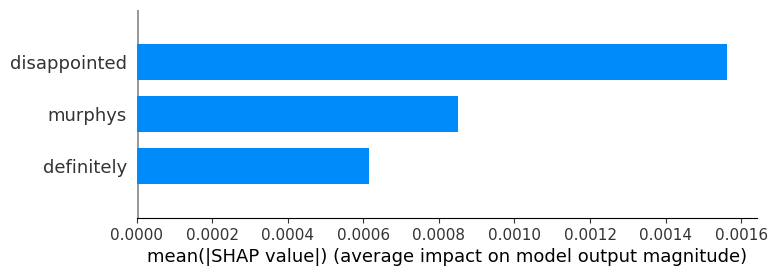 disappointed
murphys
definitely
0.0000 0.0002 0.0004 0.0006 0.0008 0.0010 0.0012 0.0014 0.0016
mean(|SHAP value|) (average impact on model output magnitude)